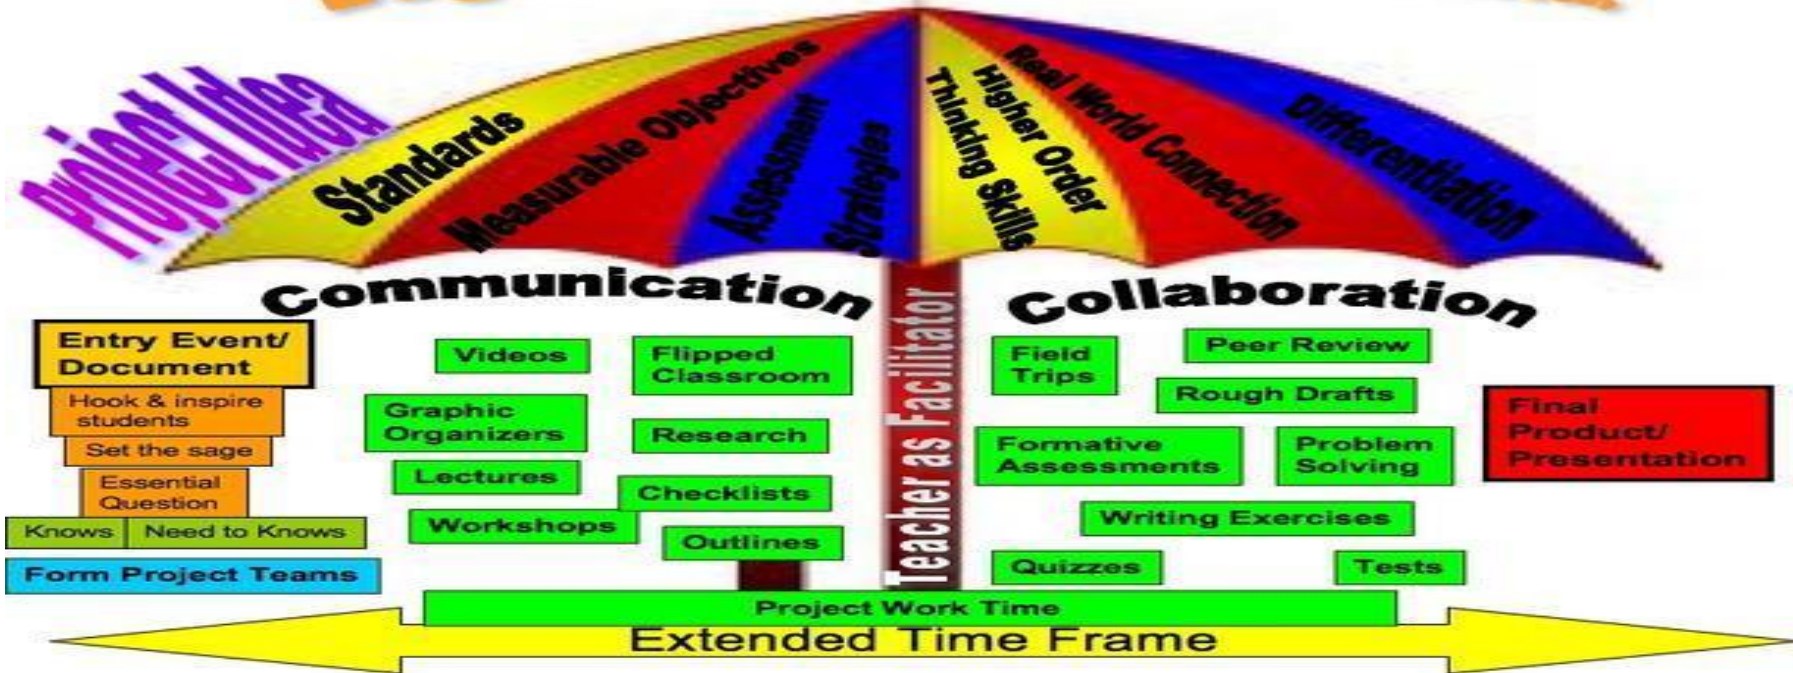 Project Idea
Standards
Measurable Objectives
Assessment
Strategies
Higher Order
Thinking Skills
Real World Connection
Differentiation
Communication
Collaboration
Teacher as Facilitator
Entry Event/
Document
Hook & inspire
students
Set the sage
Essential
Question
Knows
Need to Knows
Form Project Teams
Videos
Flipped
Classroom
Graphic
Organizers
Research
Lectures
Checklists
Workshops
Outlines
Field
Trips
Peer Review
Rough Drafts
Formative
Assessments
Problem
Solving
Writing Exercises
Quizzes
Tests
Final
Product/
Presentation
Project Work Time
Extended Time Frame